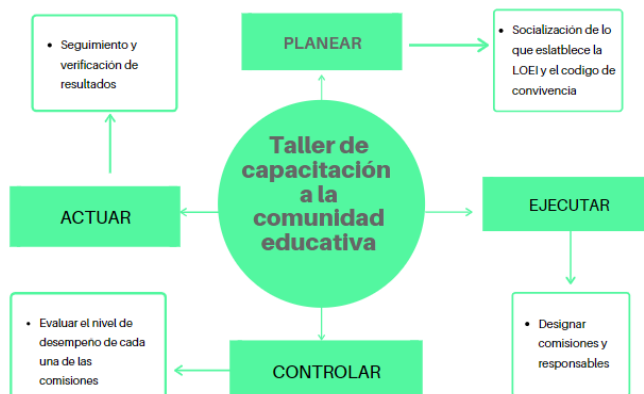 • Seguimiento y
verificación de
resultados
PLANEAR
• Socialización de lo
que estalblece la
LOEI y el codigo de
convivencia
Taller de
capacitación
a la
comunidad
educativa
ACTUAR
EJECUTAR
• Evaluar el nivel de
desempeño de cada
una de las
comisiones
CONTROLAR
• Designar
comisiones y
responsables